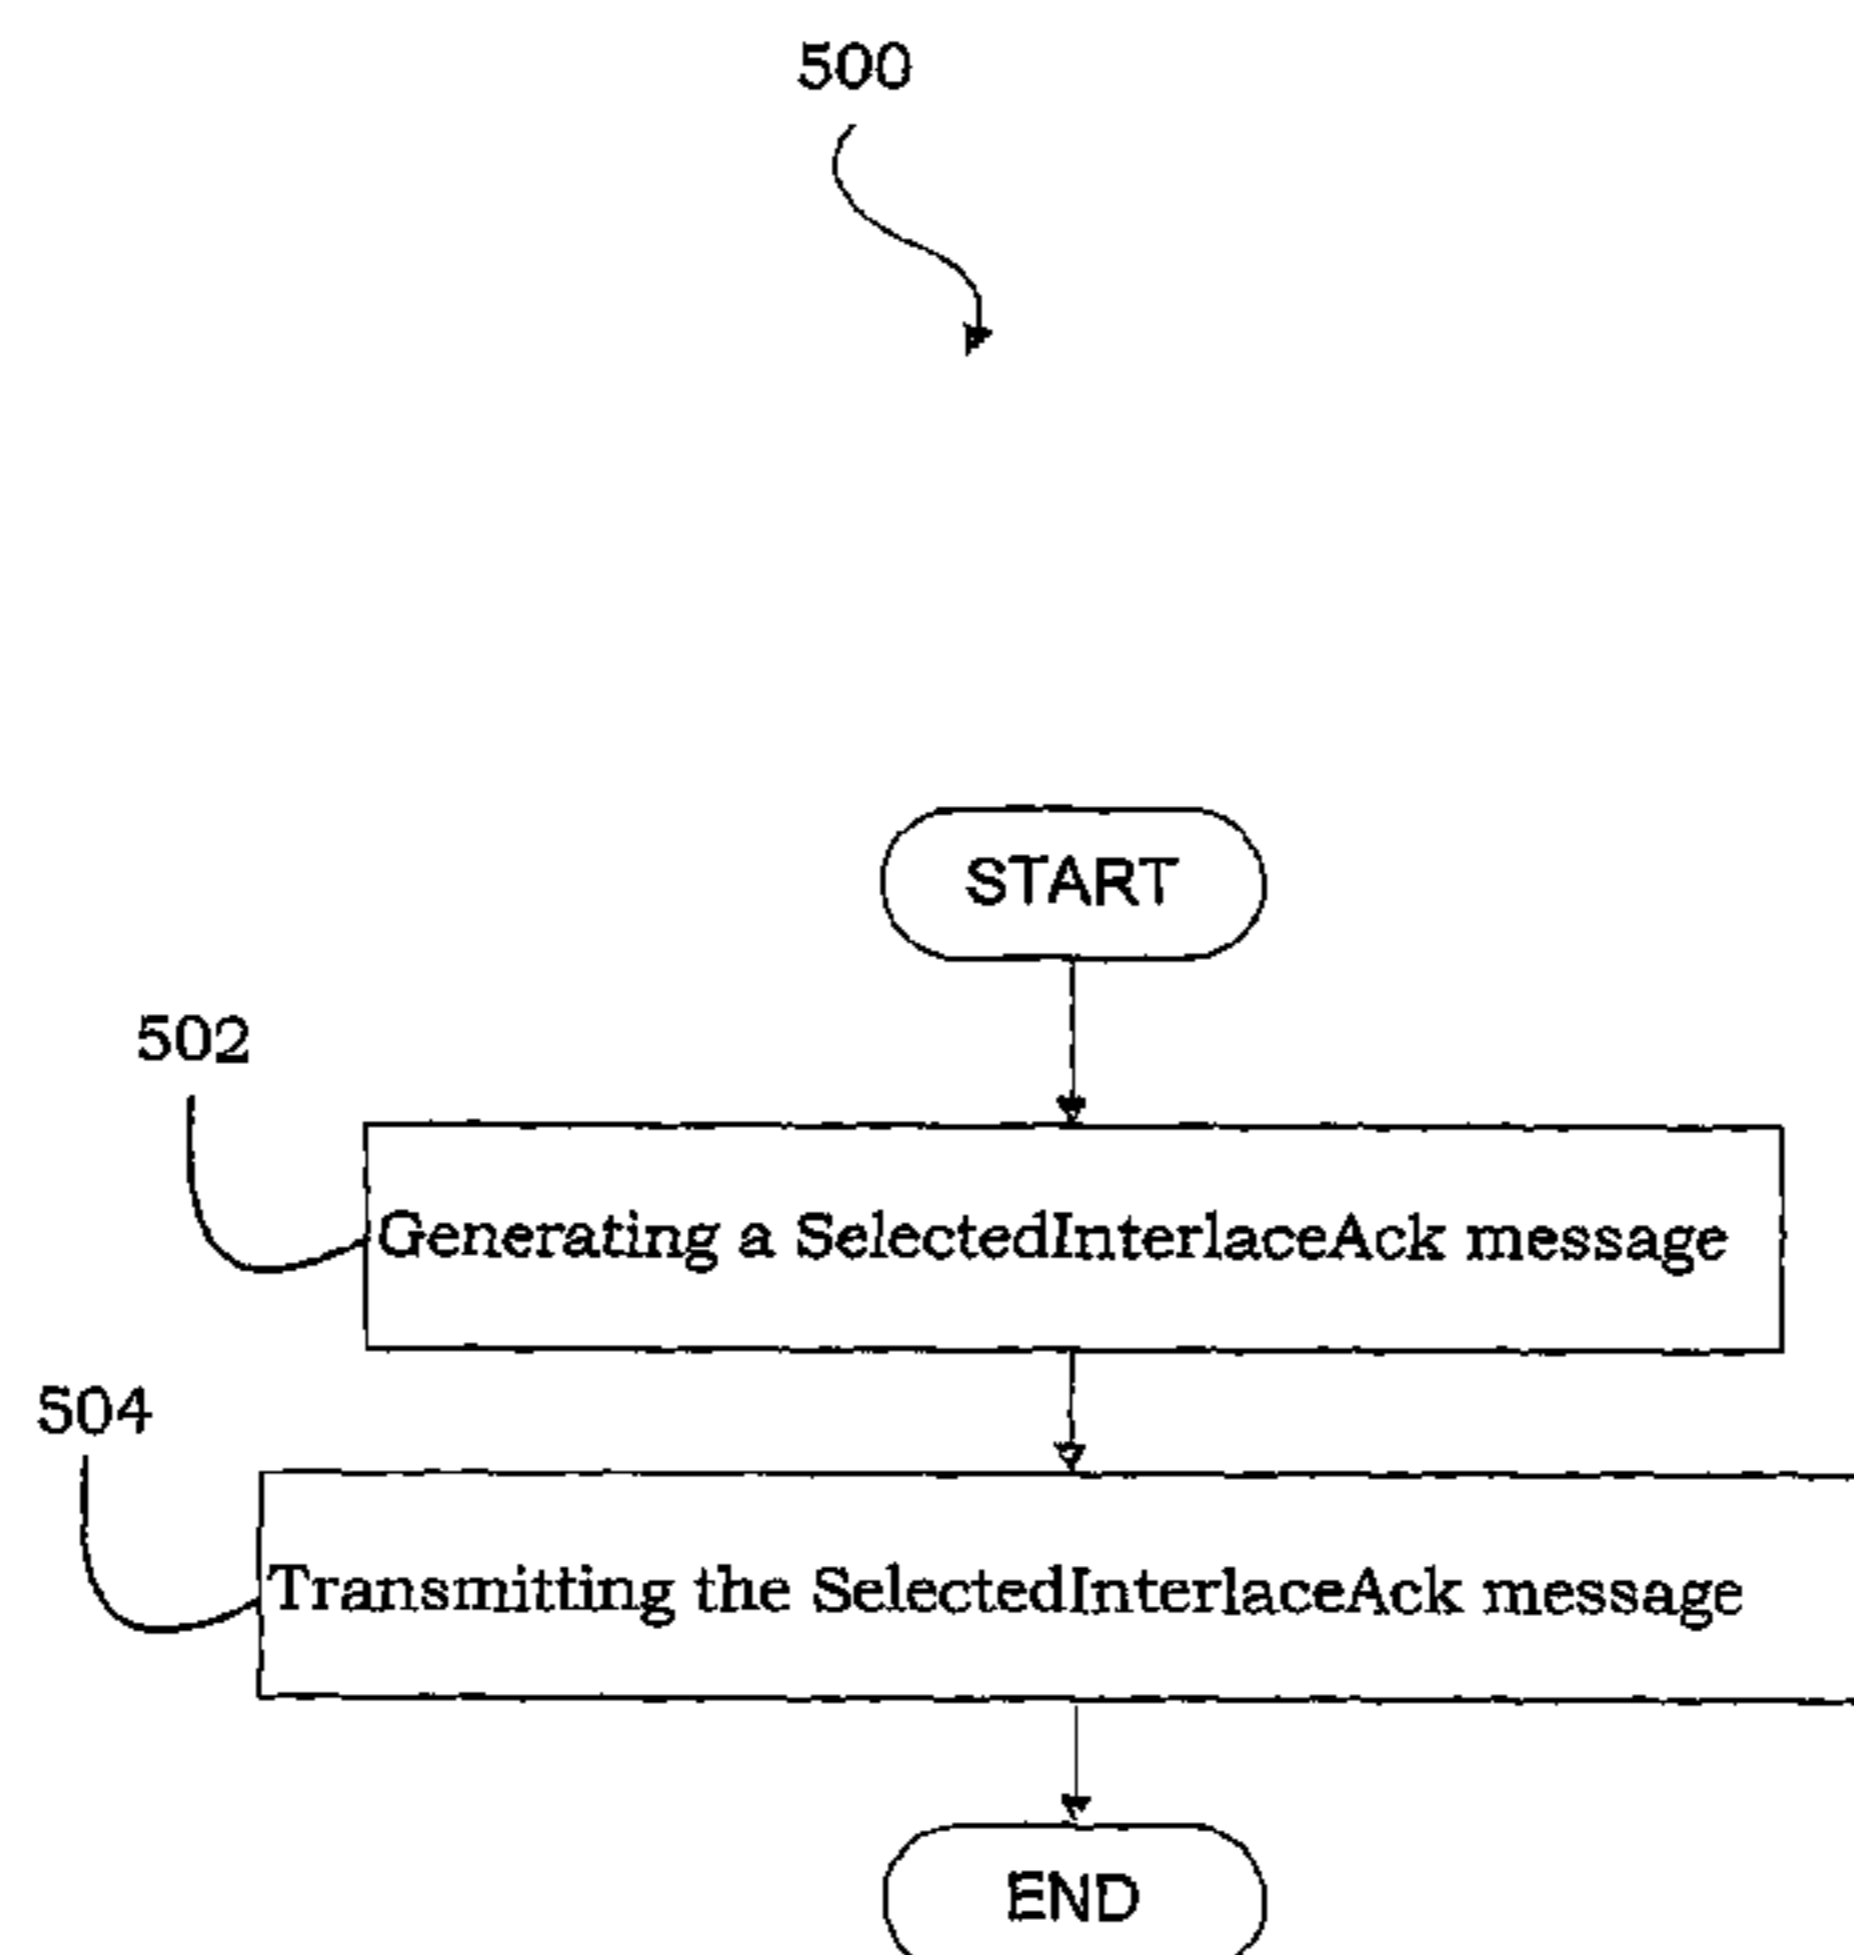 500
START
502
Generating a SelectedInterlaceAck message
504
Transmitting the SelectedInterlaceAck message
END